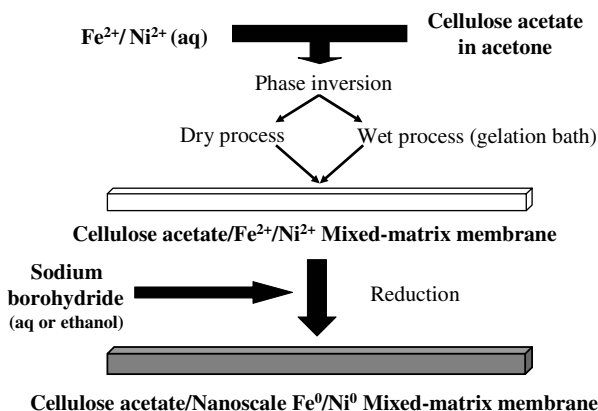 Fe²⁺/ Ni²⁺ (aq)
Cellulose acetate
in acetone
Phase inversion
Dry process
Wet process (gelation bath)
Cellulose acetate/Fe²⁺/Ni²⁺ Mixed-matrix membrane
Sodium
borohydride
(aq or ethanol)
Reduction
Cellulose acetate/Nanoscale Fe⁰/Ni⁰ Mixed-matrix membrane